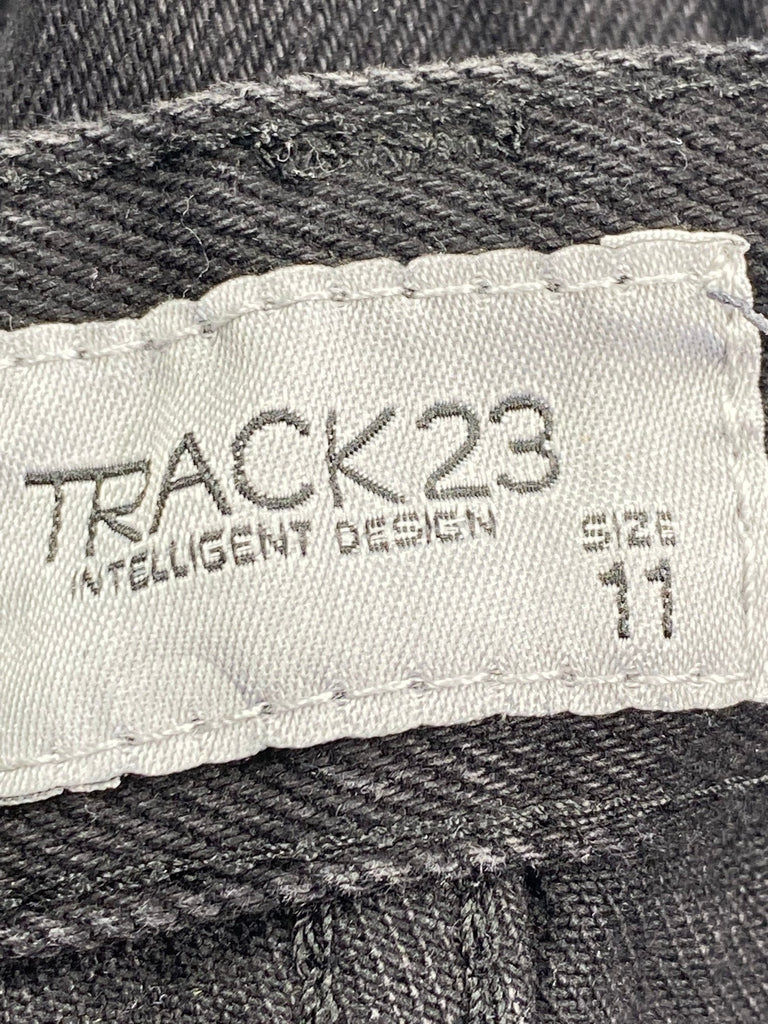 TRACK23
INTELLIGENT DESIGN
SIZE
11